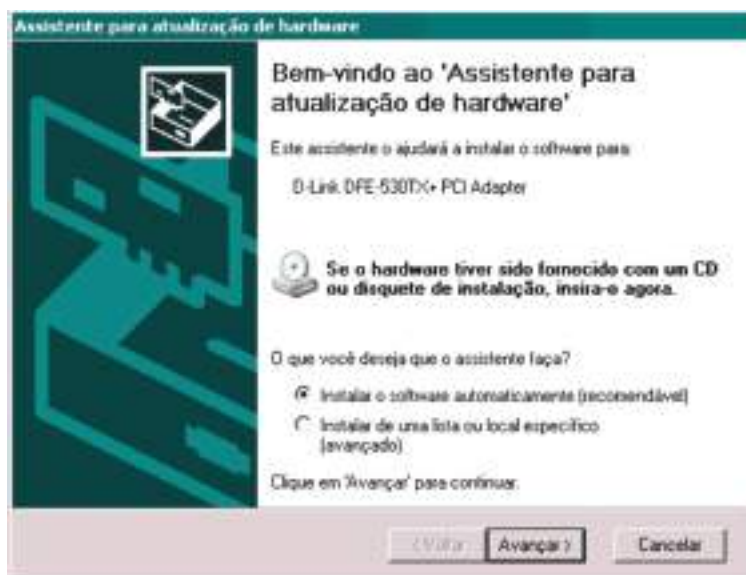 Assistente para atualização de hardware
Bem-vindo ao 'Assistente para
atualização de hardware'
Este assistente o ajudará a instalar o software para:
D-Link DFE-530TX+ PCI Adapter
Se o hardware tiver sido fornecido com um CD
ou disquete de instalação, insira-o agora.
O que você deseja que o assistente faça?
Instalar o software automaticamente (recomendável)
Instalar de uma lista ou local específico
(avançado)
Clique em 'Avançar' para continuar.
< Voltar
Avançar >
Cancelar